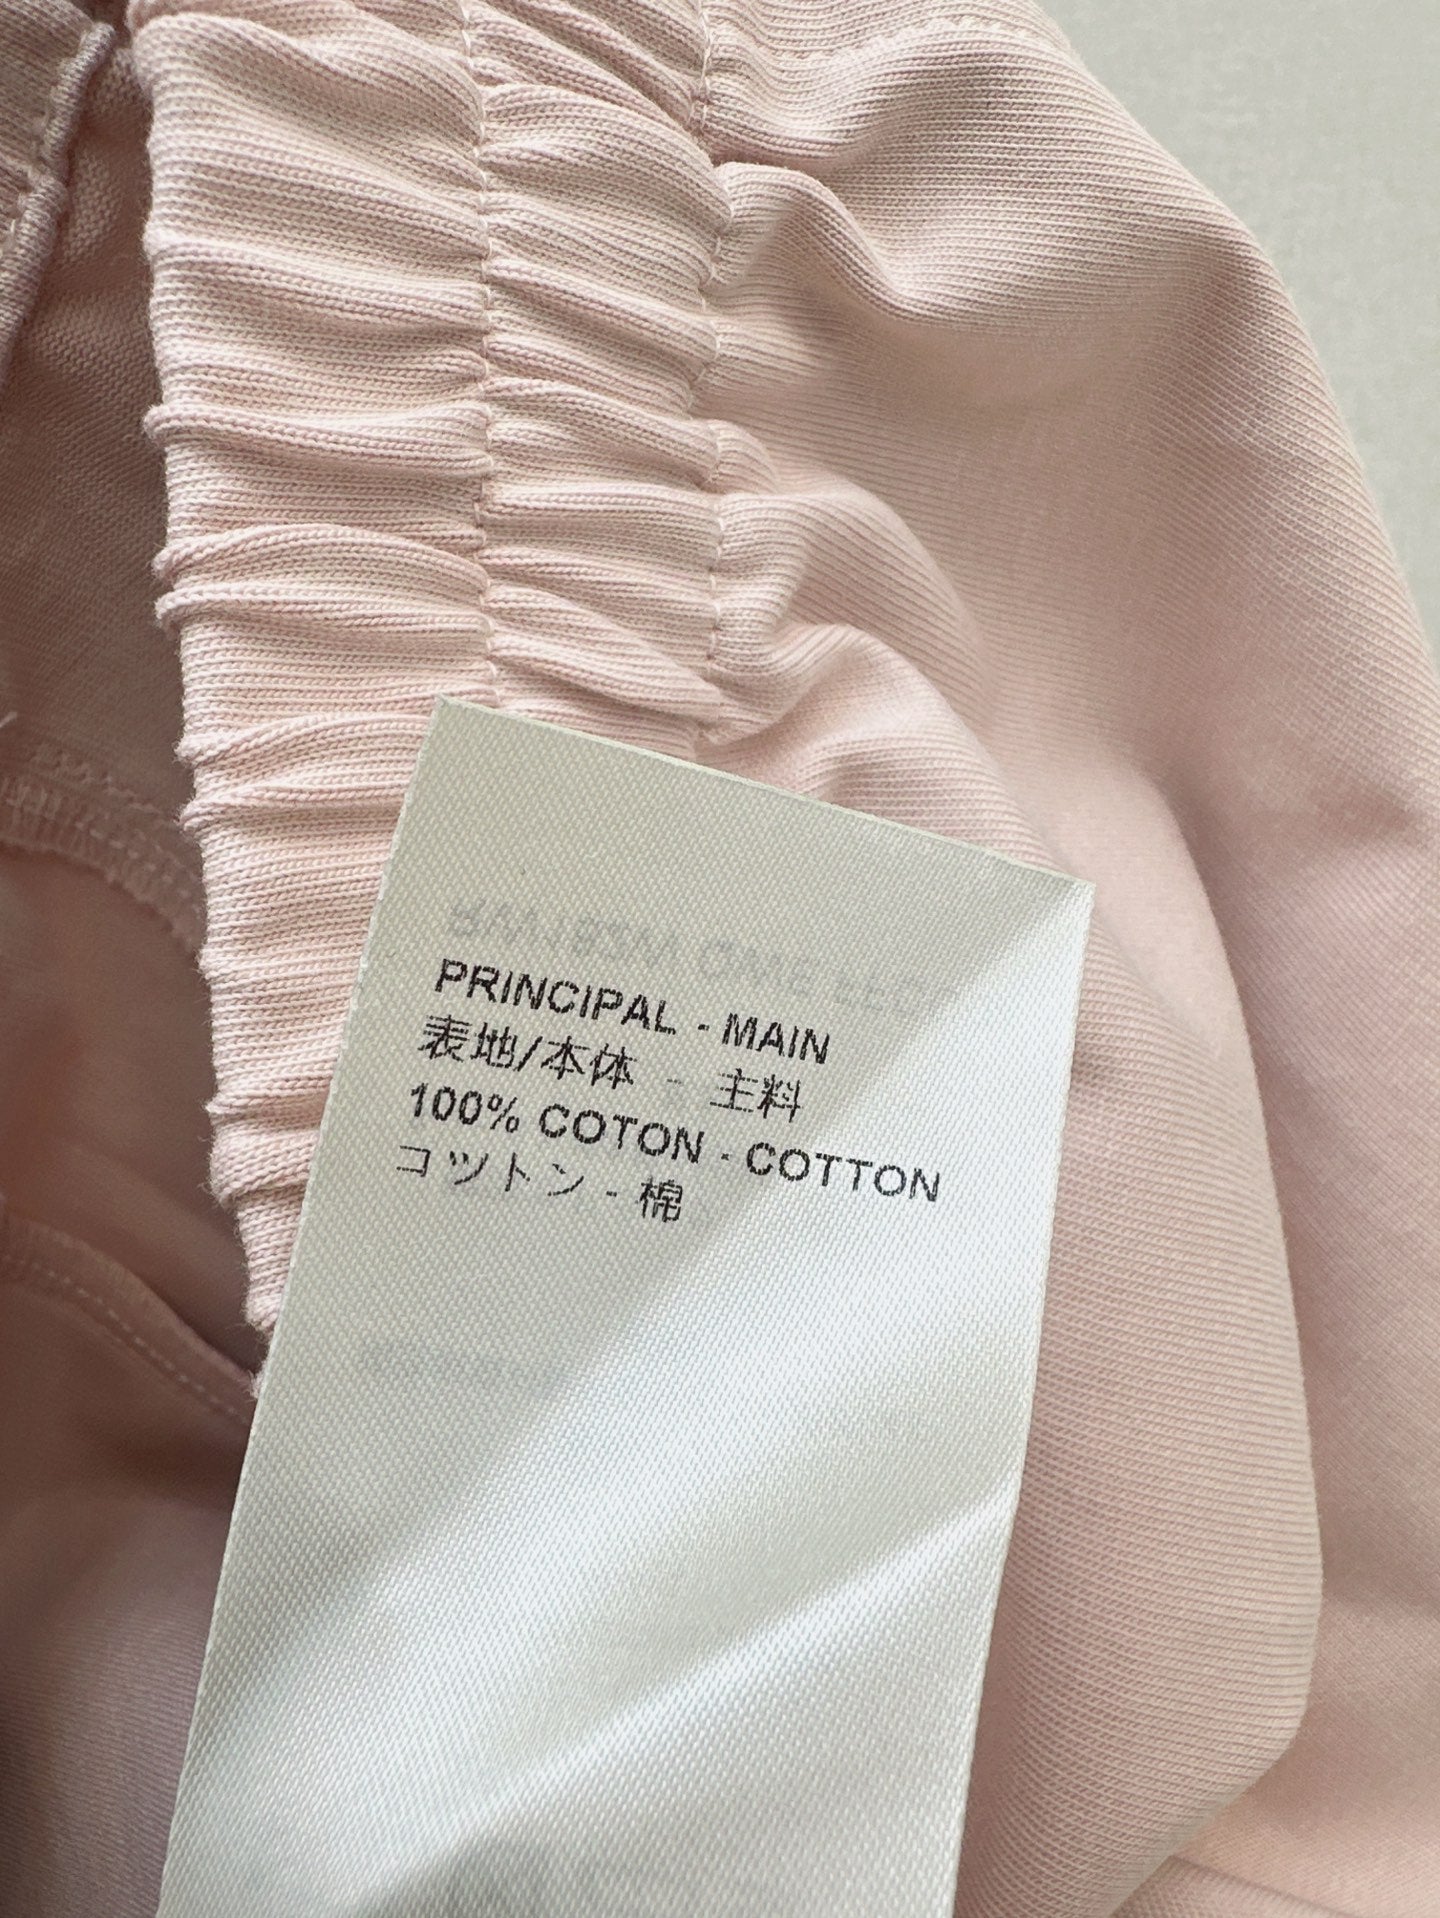 PRINCIPAL - MAIN
表地/本体 - 主料
100% COTON - COTTON
コットン - 棉